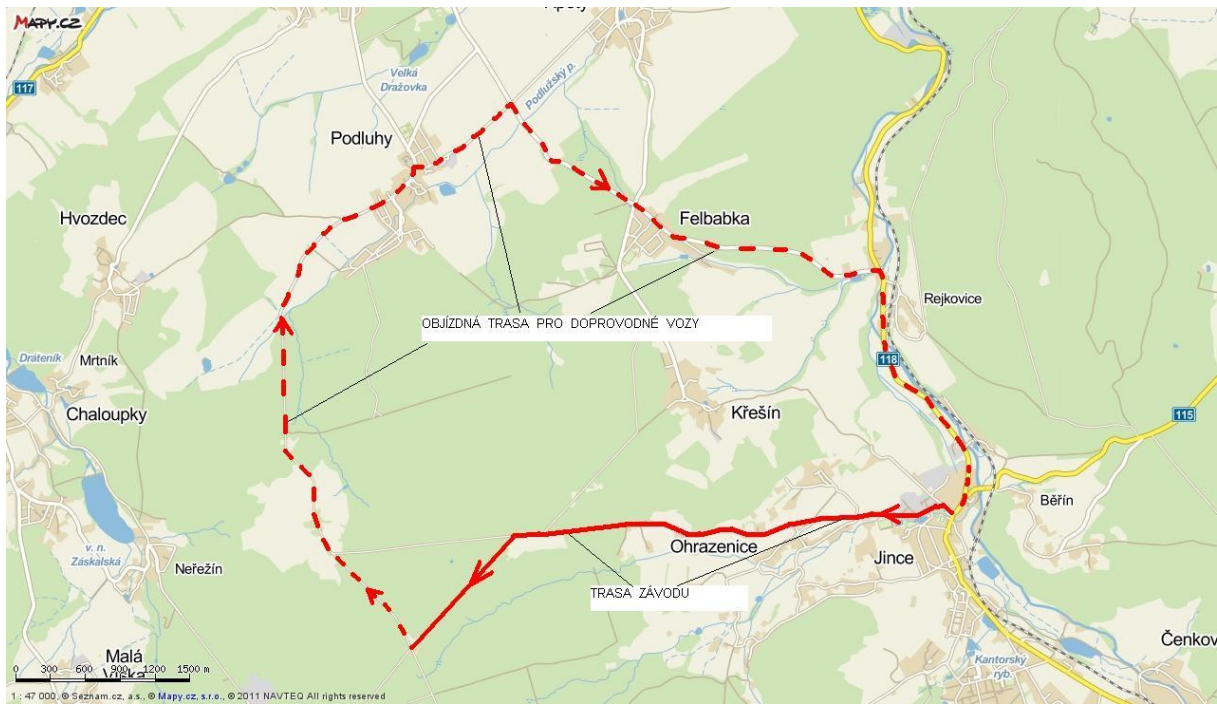 MAPY.CZ
117
Velká
Dražovka
Podlužský p.
Podluhy
Hvozdec
Felbabka
Rejkovice
OBJÍZDNÁ TRASA PRO DOPROVODNÉ VOZY
Dráteník
Mrtník
118
Chaloupky
Křešín
115
Běřín
v. n.
Záskalská
Neřežín
Ohrazenice
Jince
TRASA ZÁVODU
Čenkov
Malá
Víska
Kantorský
ryb.
0 300 600 900 1200 1500 m
1 : 47 000, © Seznam.cz, a.s., © Mapy.cz, s.r.o., © 2011 NAVTEQ All rights reserved